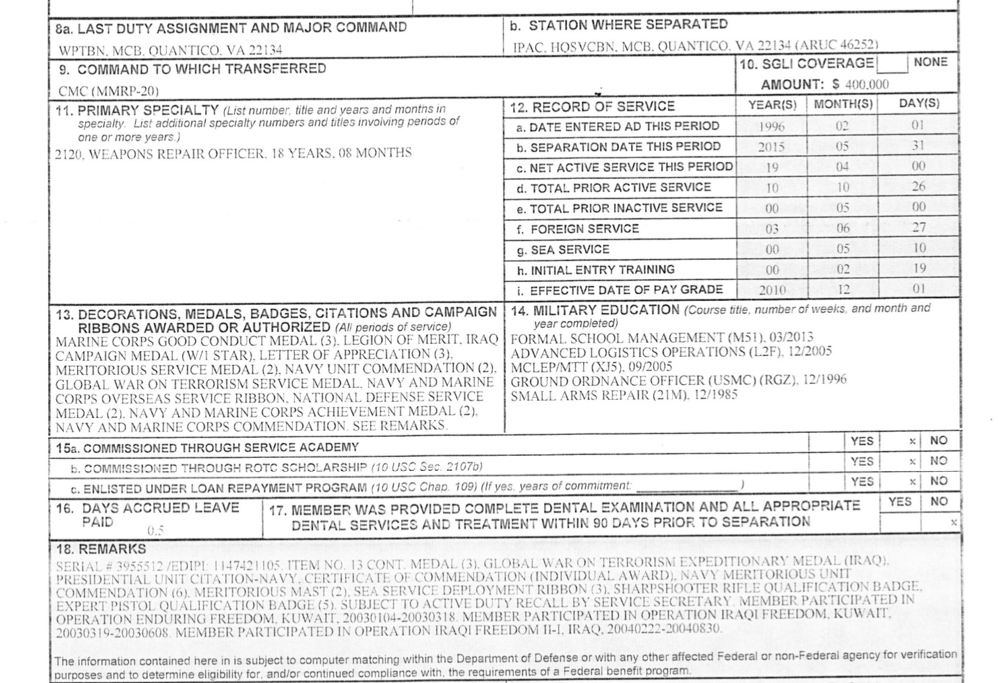 8a. LAST DUTY ASSIGNMENT AND MAJOR COMMAND
WPTBN, MCB, QUANTICO, VA 22134
b. STATION WHERE SEPARATED
IPAC, HQSVCBN, MCB, QUANTICO, VA 22134 (ARUC 46252)
9. COMMAND TO WHICH TRANSFERRED
CMC (MMRP-20)
10. SGLI COVERAGE NONE
AMOUNT: $ 400,000
11. PRIMARY SPECIALTY (List number, title and years and months in
specialty. List additional specialty numbers and titles involving periods of
one or more years.)
2120, WEAPONS REPAIR OFFICER, 18 YEARS, 08 MONTHS
12. RECORD OF SERVICE YEAR(S) MONTH(S) DAY(S)
a. DATE ENTERED AD THIS PERIOD 1996 02 01
b. SEPARATION DATE THIS PERIOD 2015 05 31
c. NET ACTIVE SERVICE THIS PERIOD 19 04 00
d. TOTAL PRIOR ACTIVE SERVICE 10 10 26
e. TOTAL PRIOR INACTIVE SERVICE 00 05 00
f. FOREIGN SERVICE 03 06 27
g. SEA SERVICE 00 05 10
h. INITIAL ENTRY TRAINING 00 02 19
i. EFFECTIVE DATE OF PAY GRADE 2010 12 01
13. DECORATIONS, MEDALS, BADGES, CITATIONS AND CAMPAIGN
RIBBONS AWARDED OR AUTHORIZED (All periods of service)
MARINE CORPS GOOD CONDUCT MEDAL (3), LEGION OF MERIT, IRAQ
CAMPAIGN MEDAL (W/1 STAR), LETTER OF APPRECIATION (3),
MERITORIOUS SERVICE MEDAL (2), NAVY UNIT COMMENDATION (2),
GLOBAL WAR ON TERRORISM SERVICE MEDAL, NAVY AND MARINE
CORPS OVERSEAS SERVICE RIBBON, NATIONAL DEFENSE SERVICE
MEDAL (2), NAVY AND MARINE CORPS ACHIEVEMENT MEDAL (2),
NAVY AND MARINE CORPS COMMENDATION. SEE REMARKS.
14. MILITARY EDUCATION (Course title, number of weeks, and month and
year completed)
FORMAL SCHOOL MANAGEMENT (M51), 03/2013
ADVANCED LOGISTICS OPERATIONS (L2F), 12/2005
MCLEP/MTT (XJ5), 09/2005
GROUND ORDNANCE OFFICER (USMC) (RGZ), 12/1996
SMALL ARMS REPAIR (21M), 12/1985
15a. COMMISSIONED THROUGH SERVICE ACADEMY YES x NO
b. COMMISSIONED THROUGH ROTC SCHOLARSHIP (10 USC Sec. 2107b) YES x NO
c. ENLISTED UNDER LOAN REPAYMENT PROGRAM (10 USC Chap. 109) (If yes, years of commitment: ) YES x NO
16. DAYS ACCRUED LEAVE
PAID 0.5
17. MEMBER WAS PROVIDED COMPLETE DENTAL EXAMINATION AND ALL APPROPRIATE YES NO
DENTAL SERVICES AND TREATMENT WITHIN 90 DAYS PRIOR TO SEPARATION x
18. REMARKS
SERIAL # 3955512 /EDIPI: 1147421105. ITEM NO. 13 CONT. MEDAL (3), GLOBAL WAR ON TERRORISM EXPEDITIONARY MEDAL (IRAQ),
PRESIDENTIAL UNIT CITATION-NAVY, CERTIFICATE OF COMMENDATION (INDIVIDUAL AWARD), NAVY MERITORIOUS UNIT
COMMENDATION (6), MERITORIOUS MAST (2), SEA SERVICE DEPLOYMENT RIBBON (3), SHARPSHOOTER RIFLE QUALIFICATION BADGE,
EXPERT PISTOL QUALIFICATION BADGE (5). SUBJECT TO ACTIVE DUTY RECALL BY SERVICE SECRETARY. MEMBER PARTICIPATED IN
OPERATION ENDURING FREEDOM, KUWAIT, 20030104-20030318. MEMBER PARTICIPATED IN OPERATION IRAQI FREEDOM, KUWAIT,
20030319-20030608. MEMBER PARTICIPATED IN OPERATION IRAQI FREEDOM II-I, IRAQ, 20040222-20040830.
The information contained here in is subject to computer matching within the Department of Defense or with any other affected Federal or non-Federal agency for verification
purposes and to determine eligibility for, and/or continued compliance with, the requirements of a Federal benefit program.